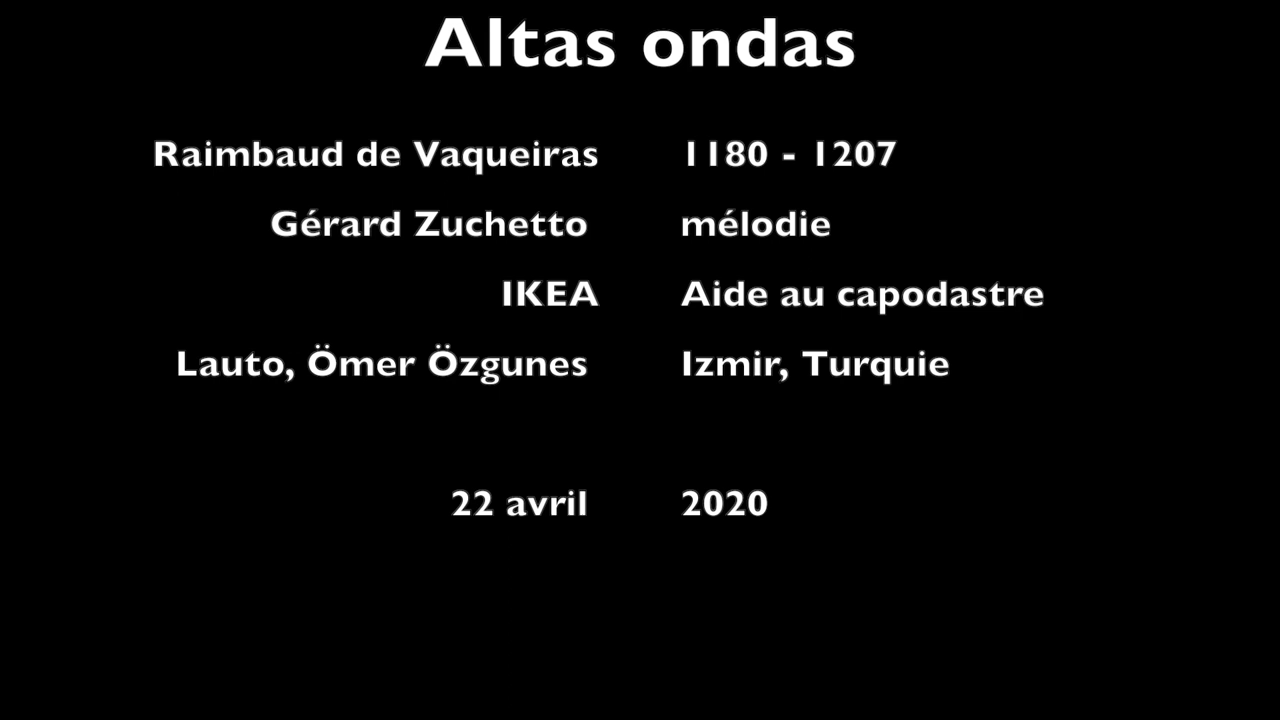 Altas ondas
Raimbaud de Vaqueiras 1180 - 1207
Gérard Zuchetto mélodie
IKEA Aide au capodastre
Lauto, Ömer Özgunes Izmir, Turquie
22 avril 2020